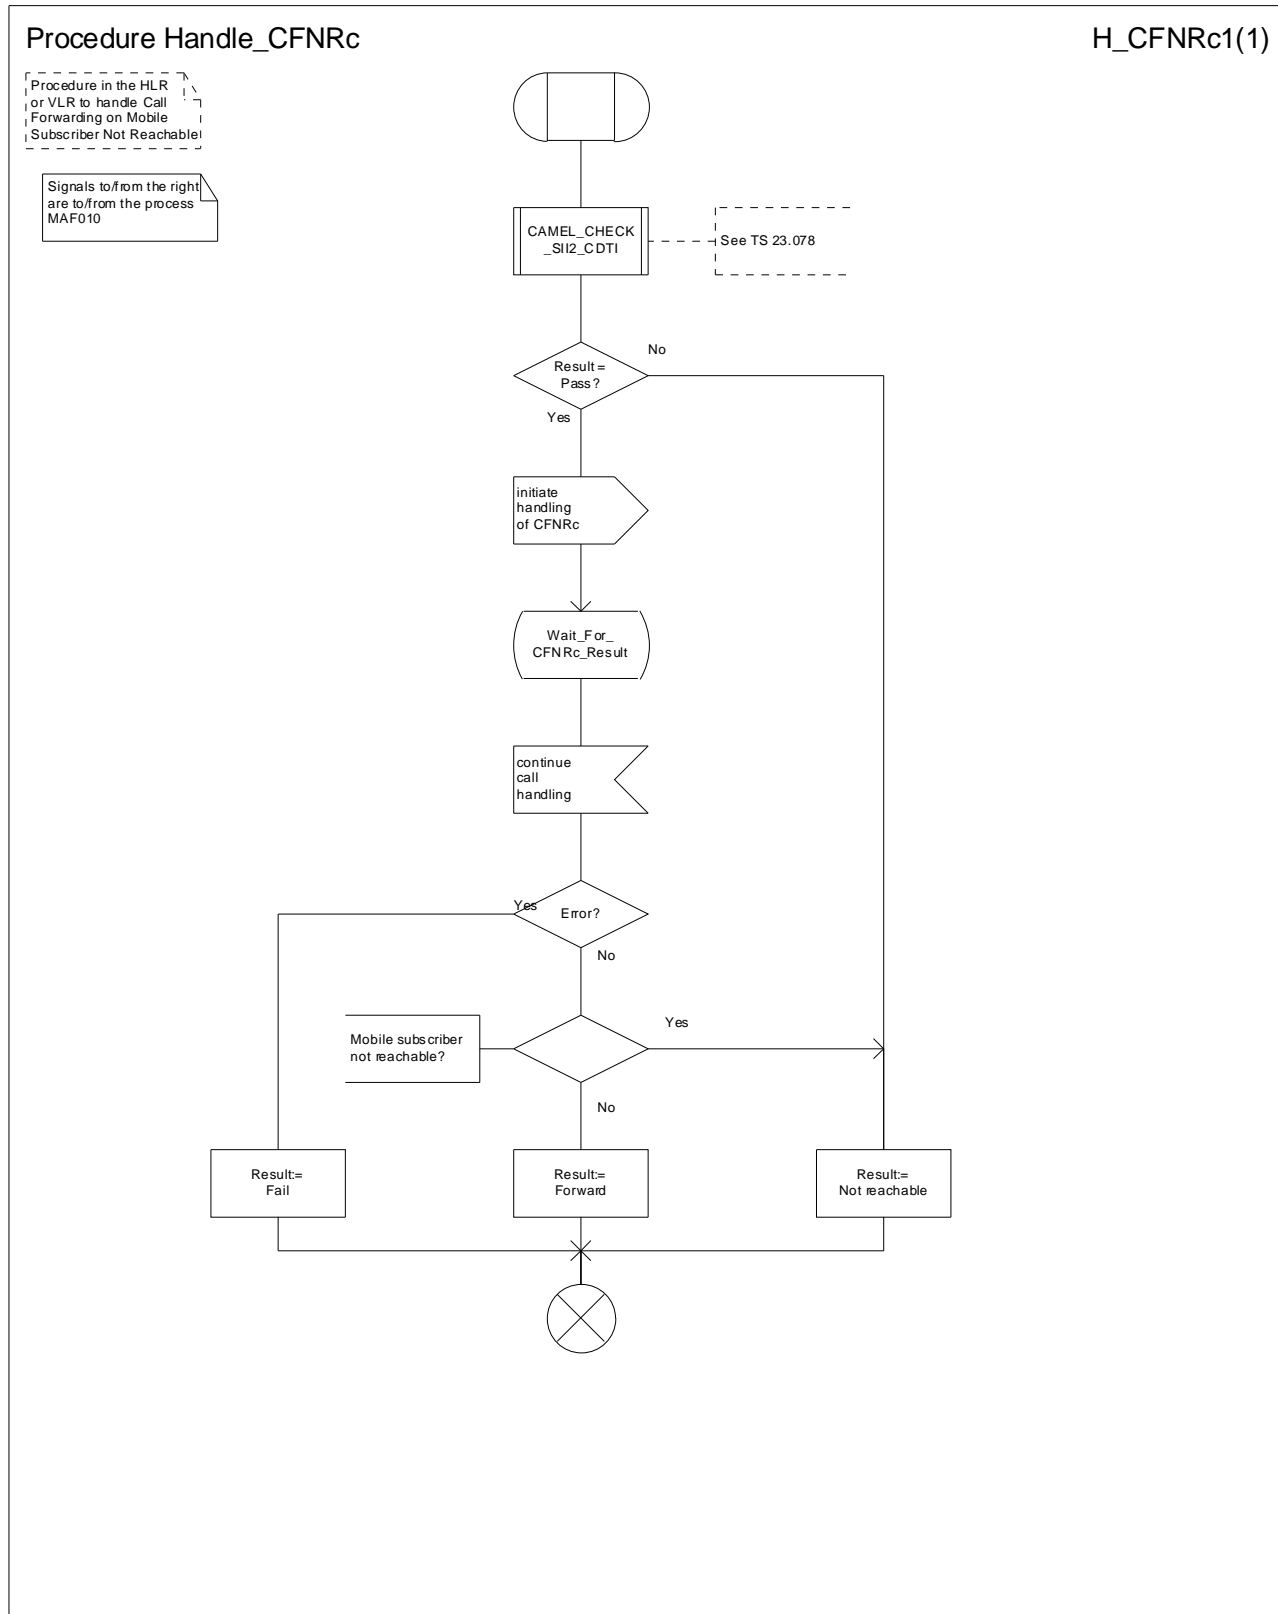 Procedure Handle_CFNRc
H_CFNRc1(1)
Procedure in the HLR
or VLR to handle Call
Forwarding on Mobile
Subscriber Not Reachable
Signals to/from the right
are to/from the process
MAF010
CAMEL_CHECK
_SII2_CDTI
See TS 23.078
No
Result=
Pass?
Yes
initiate
handling
of CFNRc
Wait_For_
CFNRc_Result
continue
call
handling
Yes
Error?
No
Mobile subscriber
not reachable?
Yes
No
Result:=
Fail
Result:=
Forward
Result:=
Not reachable